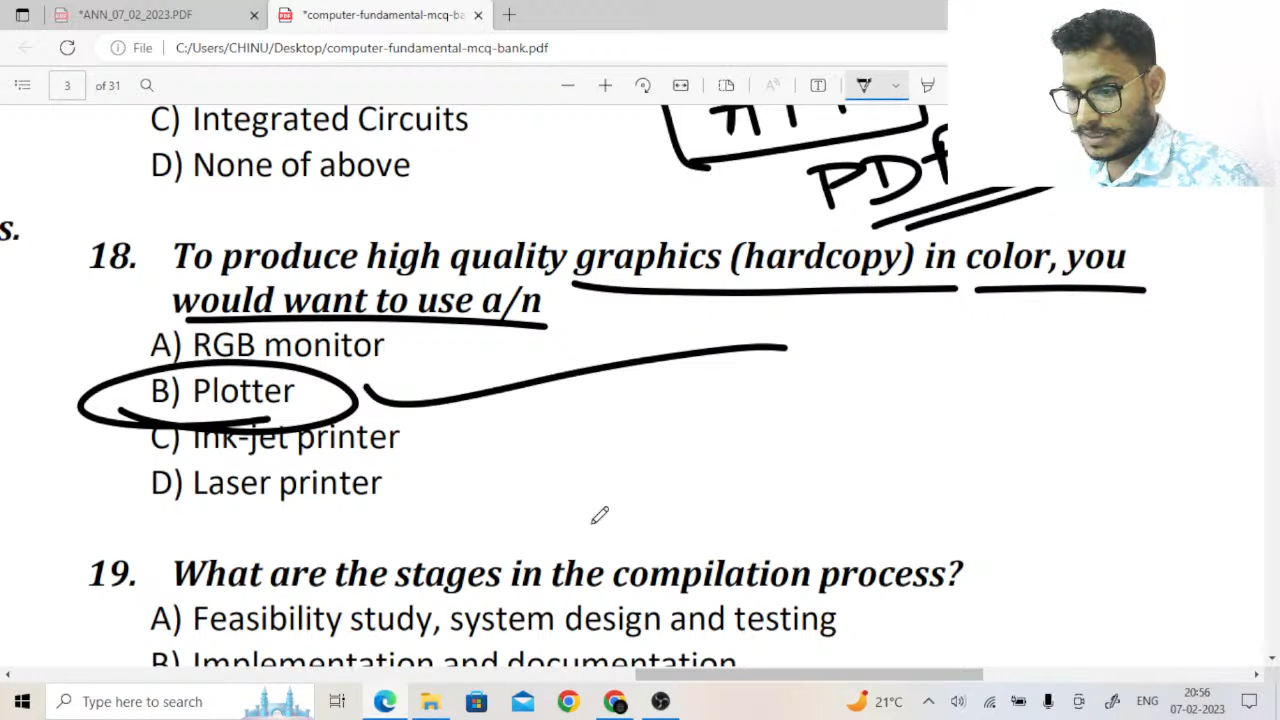 *ANN_07_02_2023.PDF
*computer-fundamental-mcq-ba
File
C:/Users/CHINU/Desktop/computer-fundamental-mcq-bank.pdf
3 of 31
C) Integrated Circuits
D) None of above
PDf
s.
18. To produce high quality graphics (hardcopy) in color, you
would want to use a/n
A) RGB monitor
B) Plotter
C) Ink-jet printer
D) Laser printer
19. What are the stages in the compilation process?
A) Feasibility study, system design and testing
B) Implementation and documentation
Type here to search
21°C
ENG
20:56
07-02-2023